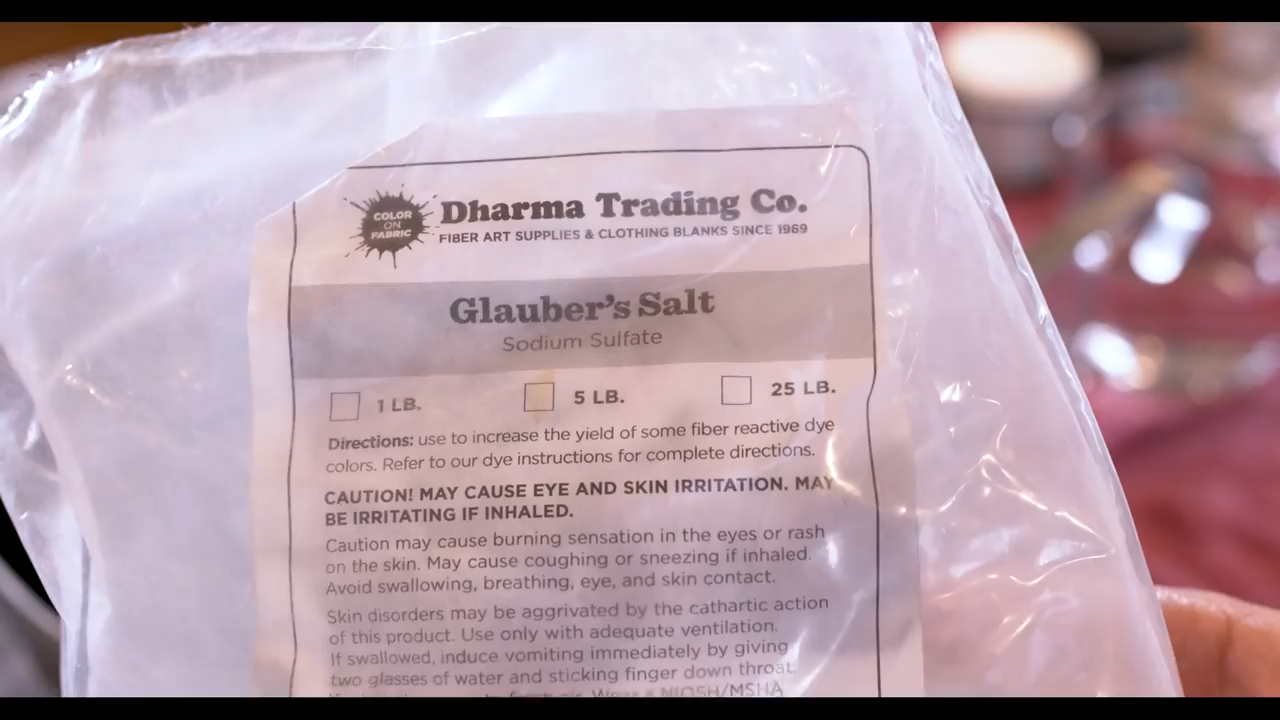 COLOR
ON
FABRIC
Dharma Trading Co.
FIBER ART SUPPLIES & CLOTHING BLANKS SINCE 1969
Glauber's Salt
Sodium Sulfate
1 LB. 5 LB. 25 LB.
Directions: use to increase the yield of some fiber reactive dye
colors. Refer to our dye instructions for complete directions.
CAUTION! MAY CAUSE EYE AND SKIN IRRITATION. MAY
BE IRRITATING IF INHALED.
Caution may cause burning sensation in the eyes or rash
on the skin. May cause coughing or sneezing if inhaled.
Avoid swallowing, breathing, eye, and skin contact.
Skin disorders may be aggrivated by the cathartic action
of this product. Use only with adequate ventilation.
If swallowed, induce vomiting immediately by giving
two glasses of water and sticking finger down throat.
NIOSH/MSHA